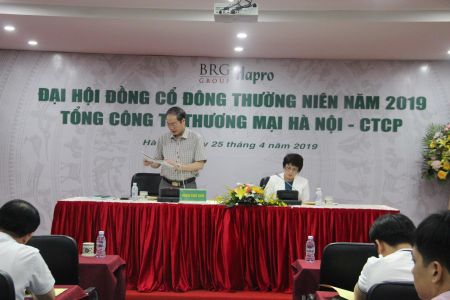 BRG Hapro
GROUP
ĐẠI HỘI ĐỒNG CỔ ĐÔNG THƯỜNG NIÊN NĂM 2019
TỔNG CÔNG TY THƯƠNG MẠI HÀ NỘI - CTCP
Hà 25 tháng 4 năm 2019